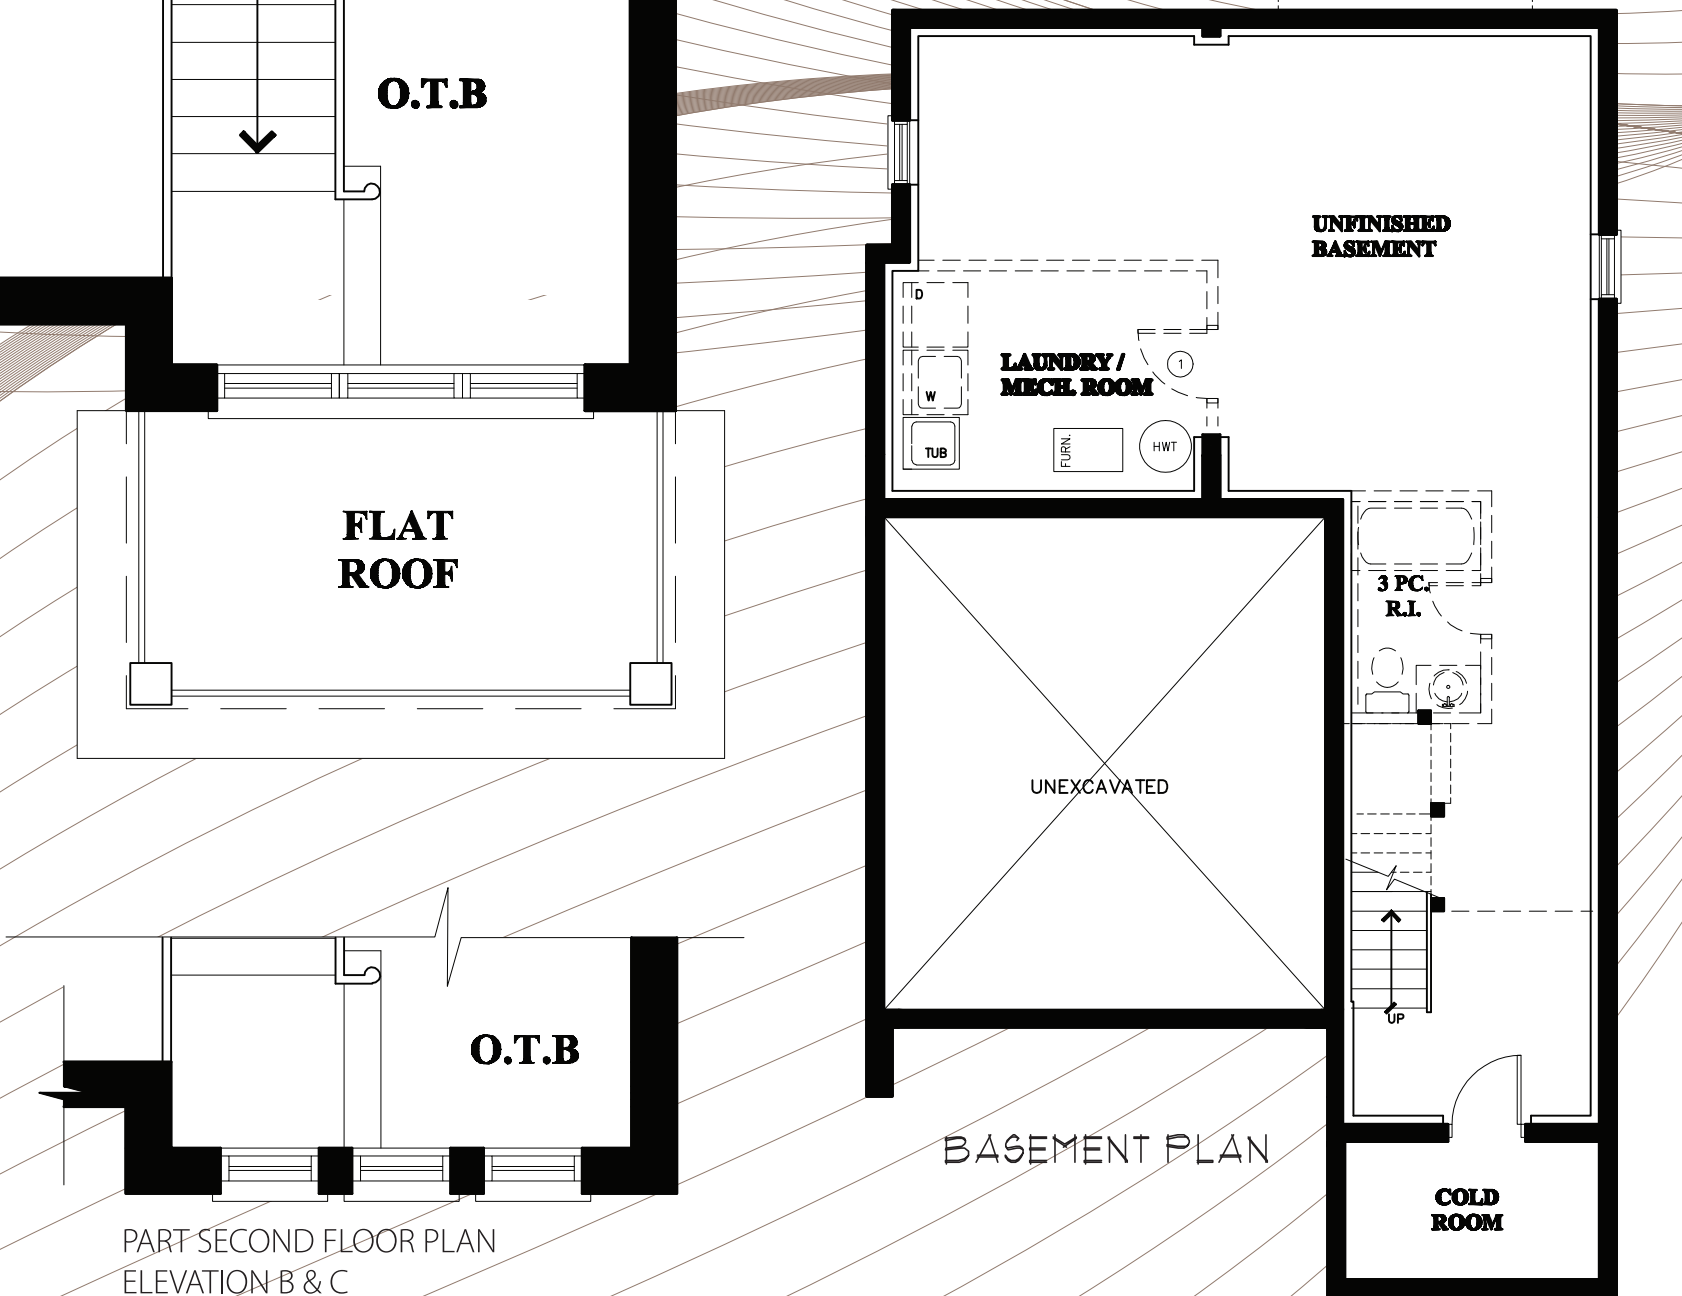 O.T.B
FLAT
ROOF
O.T.B
PART SECOND FLOOR PLAN
ELEVATION B & C
UNFINISHED
BASEMENT
D
LAUNDRY /
MECH. ROOM
1
W
TUB
FURN.
HWT
3 PC.
R.I.
UNEXCAVATED
UP
BASEMENT PLAN
COLD
ROOM